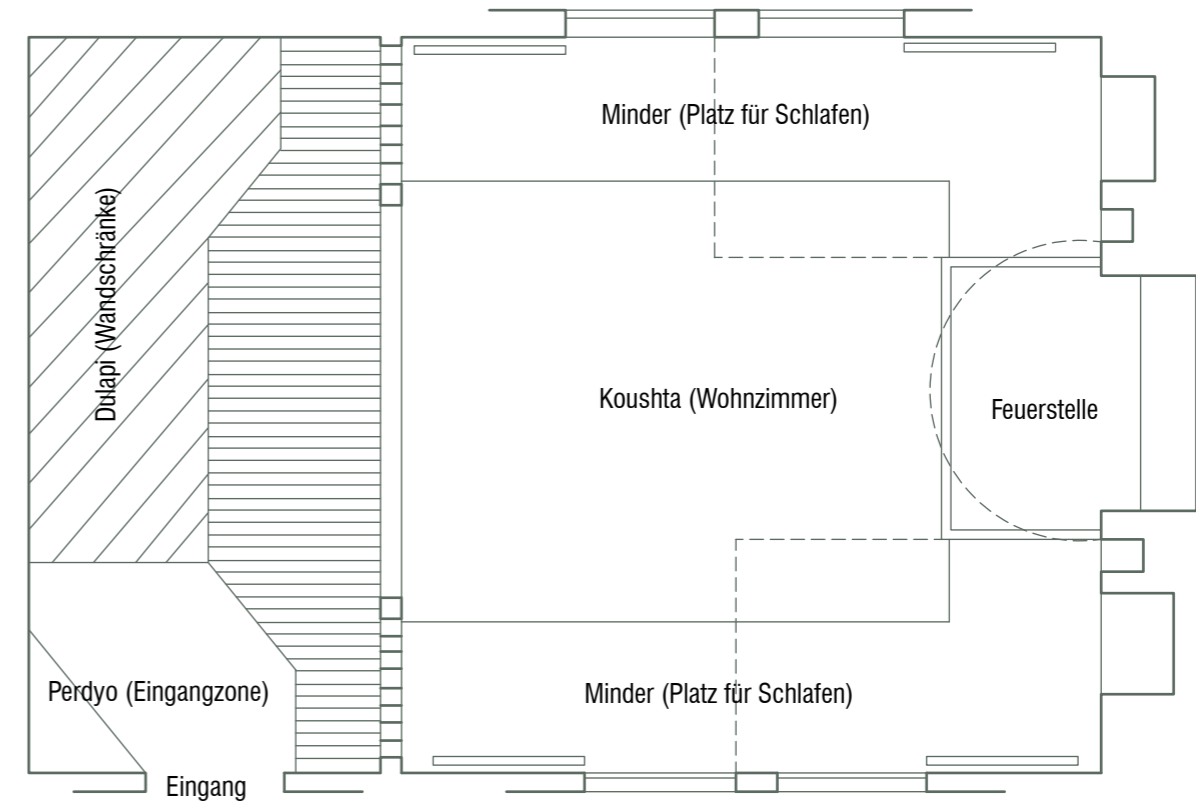 Minder (Platz für Schlafen)
Dulapi (Wandschränke)
Koushta (Wohnzimmer)
Feuerstelle
Perdyo (Eingangzone)
Minder (Platz für Schlafen)
Eingang